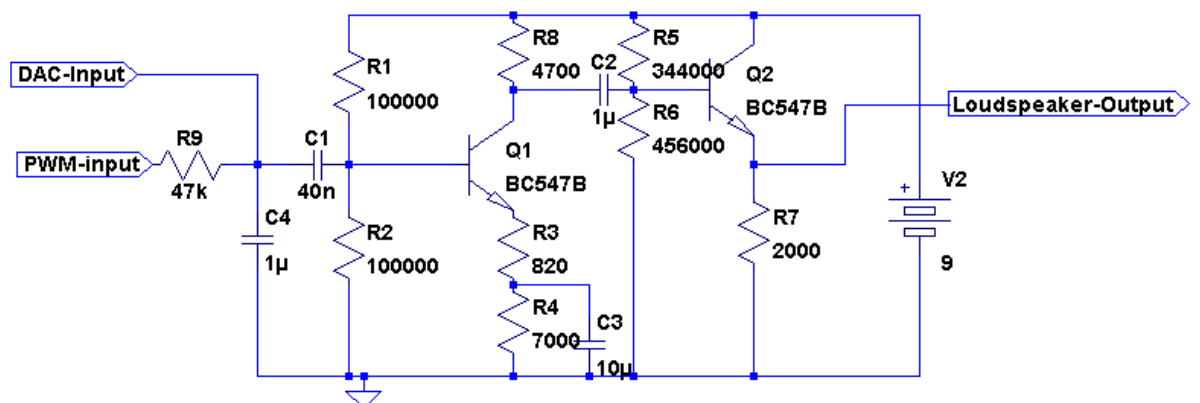 DAC-Input
PWM-input
R9
47k
C4
1µ
C1
40n
R1
100000
R2
100000
R8
4700
Q1
BC547B
R3
820
R4
7000
C3
10µ
C2
1µ
R5
344000
R6
456000
Q2
BC547B
R7
2000
Loudspeaker-Output
V2
+
9